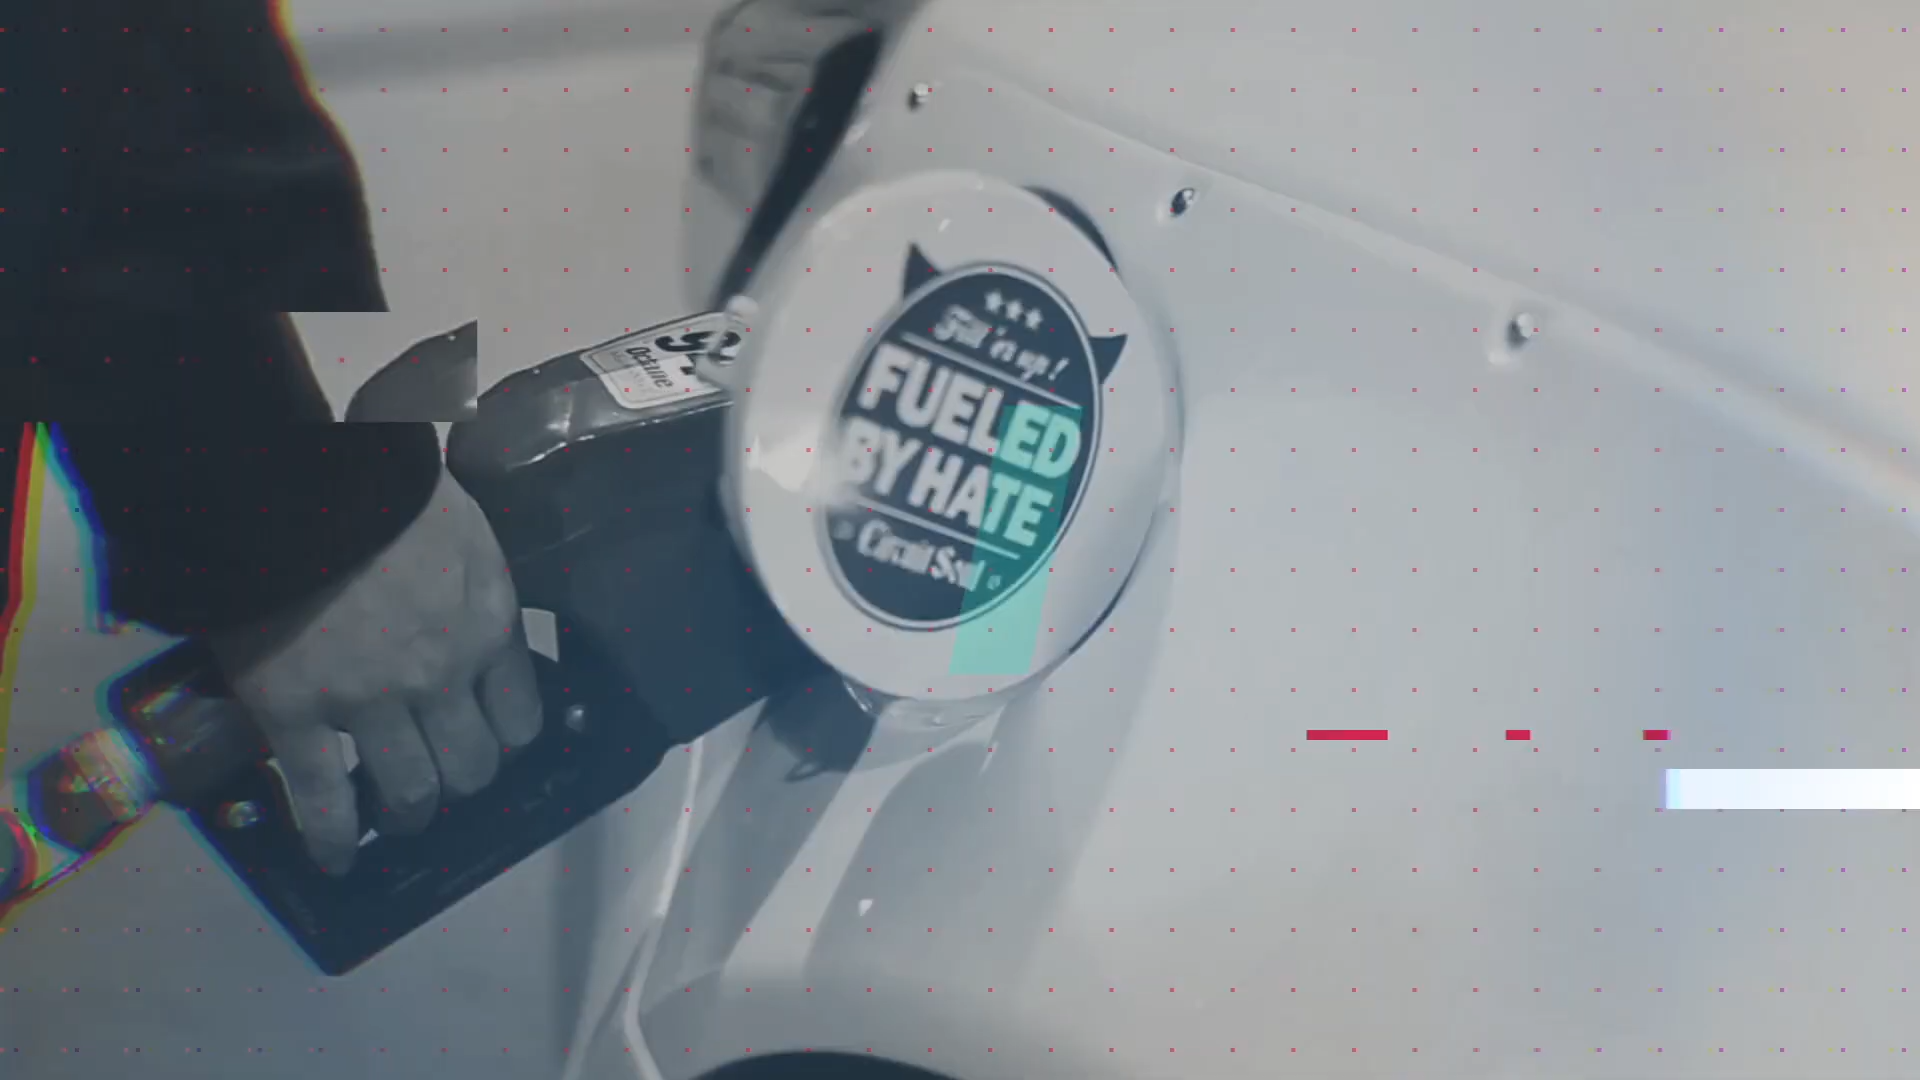 Fill 'er up!
FUELED
BY HATE
Circuit Soul
Octane